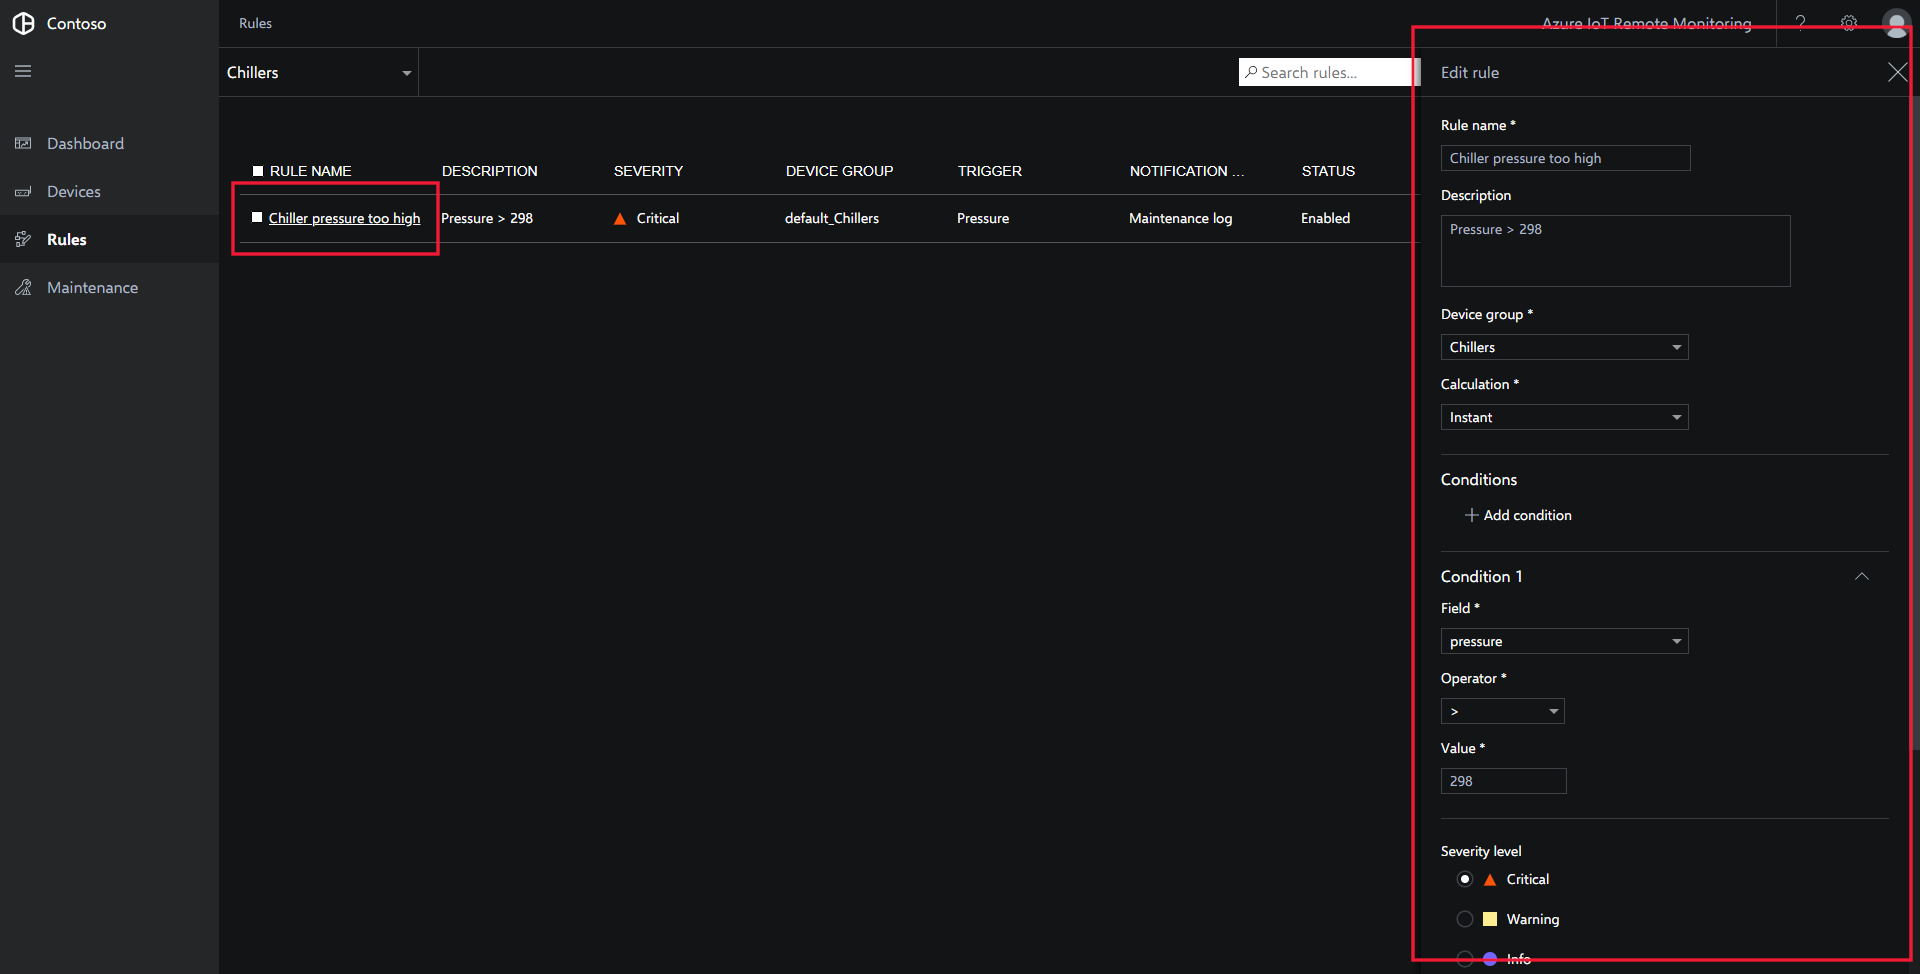 Contoso
Rules
Azure IoT Remote Monitoring
?
Chillers
Search rules...
Edit rule
Dashboard
Devices
Rules
Maintenance
RULE NAME DESCRIPTION SEVERITY DEVICE GROUP TRIGGER NOTIFICATION ... STATUS
Chiller pressure too high Pressure > 298 Critical default_Chillers Pressure Maintenance log Enabled
Rule name *
Chiller pressure too high
Description
Pressure > 298
Device group *
Chillers
Calculation *
Instant
Conditions
Add condition
Condition 1
Field *
pressure
Operator *
>
Value *
298
Severity level
Critical
Warning
Info